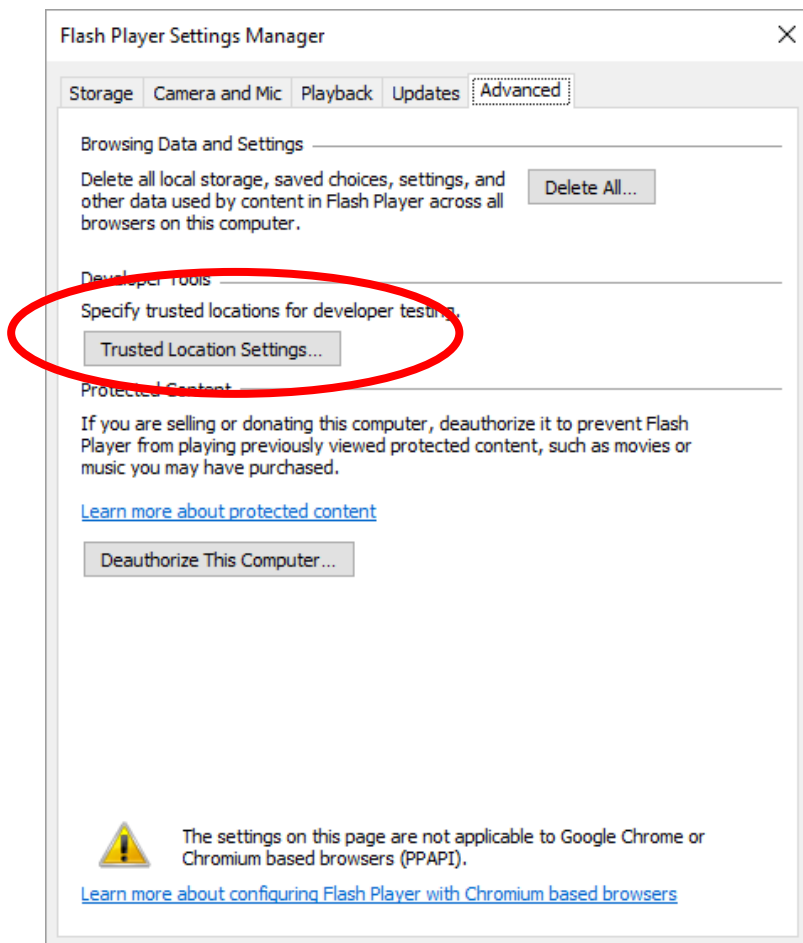 Flash Player Settings Manager
Storage Camera and Mic Playback Updates Advanced
Browsing Data and Settings
Delete all local storage, saved choices, settings, and
other data used by content in Flash Player across all
browsers on this computer.
Delete All...
Developer Tools
Specify trusted locations for developer testing.
Trusted Location Settings...
Protected Content
If you are selling or donating this computer, deauthorize it to prevent Flash
Player from playing previously viewed protected content, such as movies or
music you may have purchased.
Learn more about protected content
Deauthorize This Computer...
The settings on this page are not applicable to Google Chrome or
Chromium based browsers (PPAPI).
Learn more about configuring Flash Player with Chromium based browsers